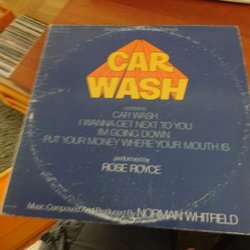 CAR
WASH
contains
CAR WASH
I WANNA GET NEXT TO YOU
I'M GOING DOWN
PUT YOUR MONEY WHERE YOUR MOUTH IS
performed by
ROSE ROYCE
Music Composed And Produced By NORMAN WHITFIELD